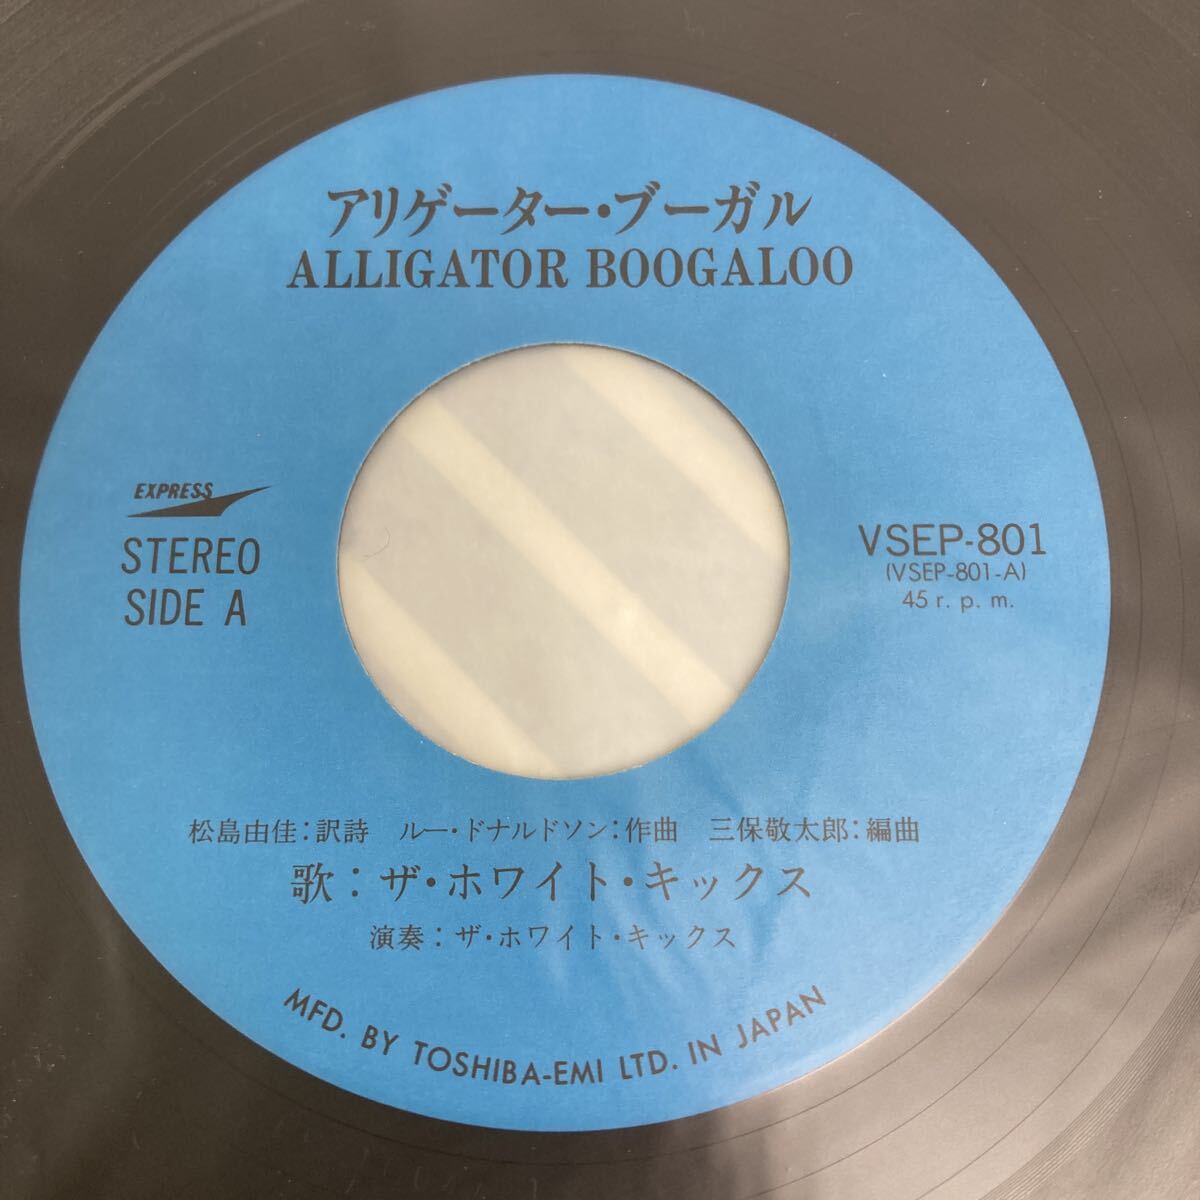 アリゲーター・ブーガル
ALLIGATOR BOOGALOO
EXPRESS
STEREO
SIDE A
VSEP-801
(VSEP-801-A)
45 r. p. m.
松島由佳:訳詩 ルー・ドナルドソン:作曲 三保敬太郎:編曲
歌:ザ・ホワイト・キックス
演奏:ザ・ホワイト・キックス
MFD. BY TOSHIBA-EMI LTD. IN JAPAN